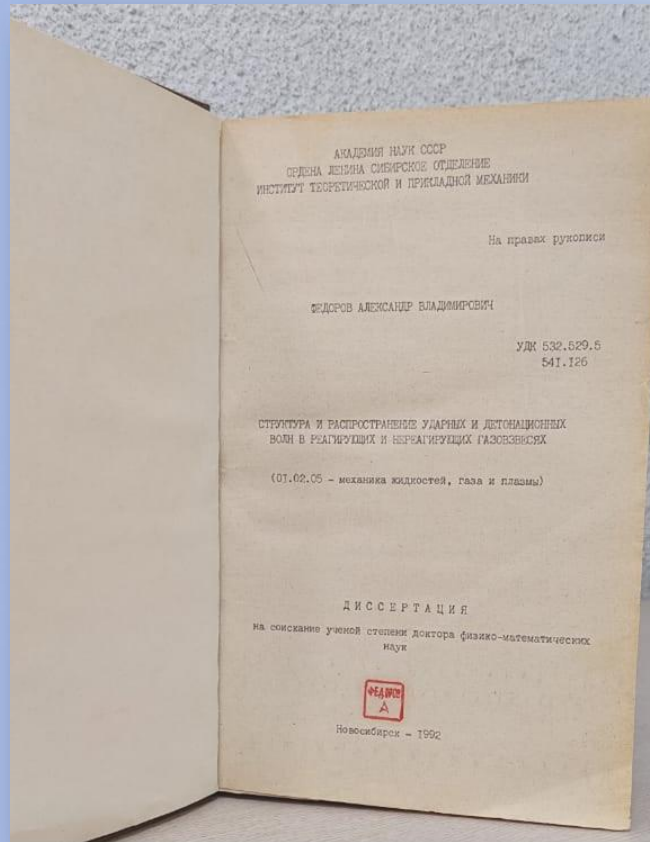 АКАДЕМИЯ НАУК СССР
ОРДЕНА ЛЕНИНА СИБИРСКОЕ ОТДЕЛЕНИЕ
ИНСТИТУТ ТЕОРЕТИЧЕСКОЙ И ПРИКЛАДНОЙ МЕХАНИКИ
На правах рукописи
ФЕДОРОВ АЛЕКСАНДР ВЛАДИМИРОВИЧ
УДК 532.529.5
541.126
СТРУКТУРА И РАСПРОСТРАНЕНИЕ УДАРНЫХ И ДЕТОНАЦИОННЫХ
ВОЛН В РЕАГИРУЮЩИХ И НЕРЕАГИРУЮЩИХ ГАЗОВЗВЕСЯХ
(01.02.05 - механика жидкостей, газа и плазмы)
ДИССЕРТАЦИЯ
на соискание ученой степени доктора физико-математических
наук
ФЕДОРОВ
А
Новосибирск - 1992